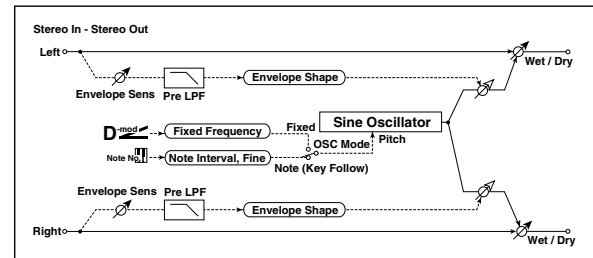 Stereo In - Stereo Out
Left
Wet / Dry
Envelope Sens
Pre LPF
Envelope Shape
D-mod
Fixed Frequency
Fixed
Sine Oscillator
OSC Mode
Pitch
Note No.
Note Interval, Fine
Note (Key Follow)
Envelope Sens
Pre LPF
Envelope Shape
Right
Wet / Dry